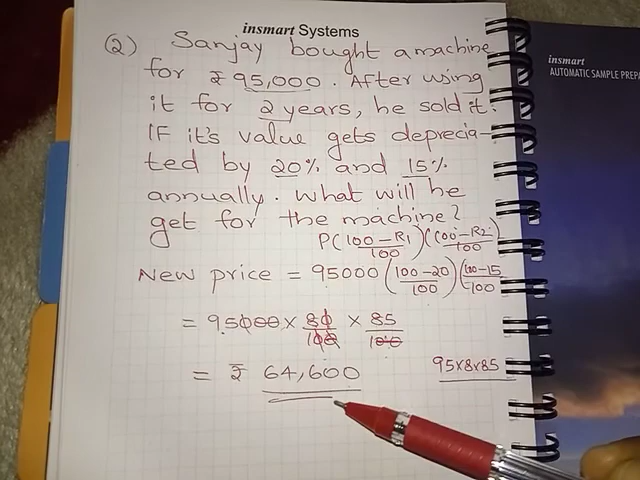 insmart Systems
2) Sanjay bought a machine
for ₹ 95,000. After using
it for 2 years, he sold it.
IF it's value gets deprecia-
ted by 20% and 15%
annually. What will he
get for the machine?
P(100-R1/100)(100-R2/100)
New price = 95000 (100-20/100)(100-15/100
= 95000 × 80/100 × 85/100
= ₹ 64,600
95×8×85
insmart
AUTOMATIC SAMPLE PREPA